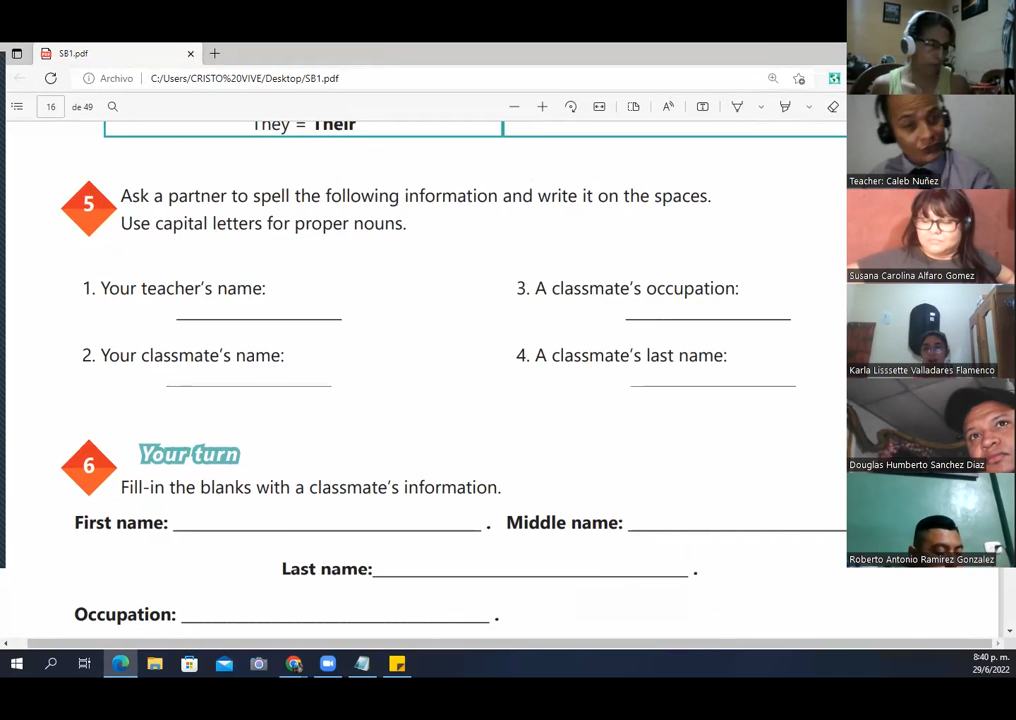 SB1.pdf
Archivo
C:/Users/CRISTO%20VIVE/Desktop/SB1.pdf
16 de 49
They = Their
5
Ask a partner to spell the following information and write it on the spaces.
Use capital letters for proper nouns.
1. Your teacher's name:
3. A classmate's occupation:
2. Your classmate's name:
4. A classmate's last name:
6
Your turn
Fill-in the blanks with a classmate's information.
First name: ______ . Middle name: ______
Last name:______ .
Occupation: ______ .
Teacher: Caleb Nuñez
Susana Carolina Alfaro Gomez
Karla Lisssette Valladares Flamenco
Douglas Humberto Sanchez Diaz
Roberto Antonio Ramirez Gonzalez
8:40 p. m.
29/6/2022